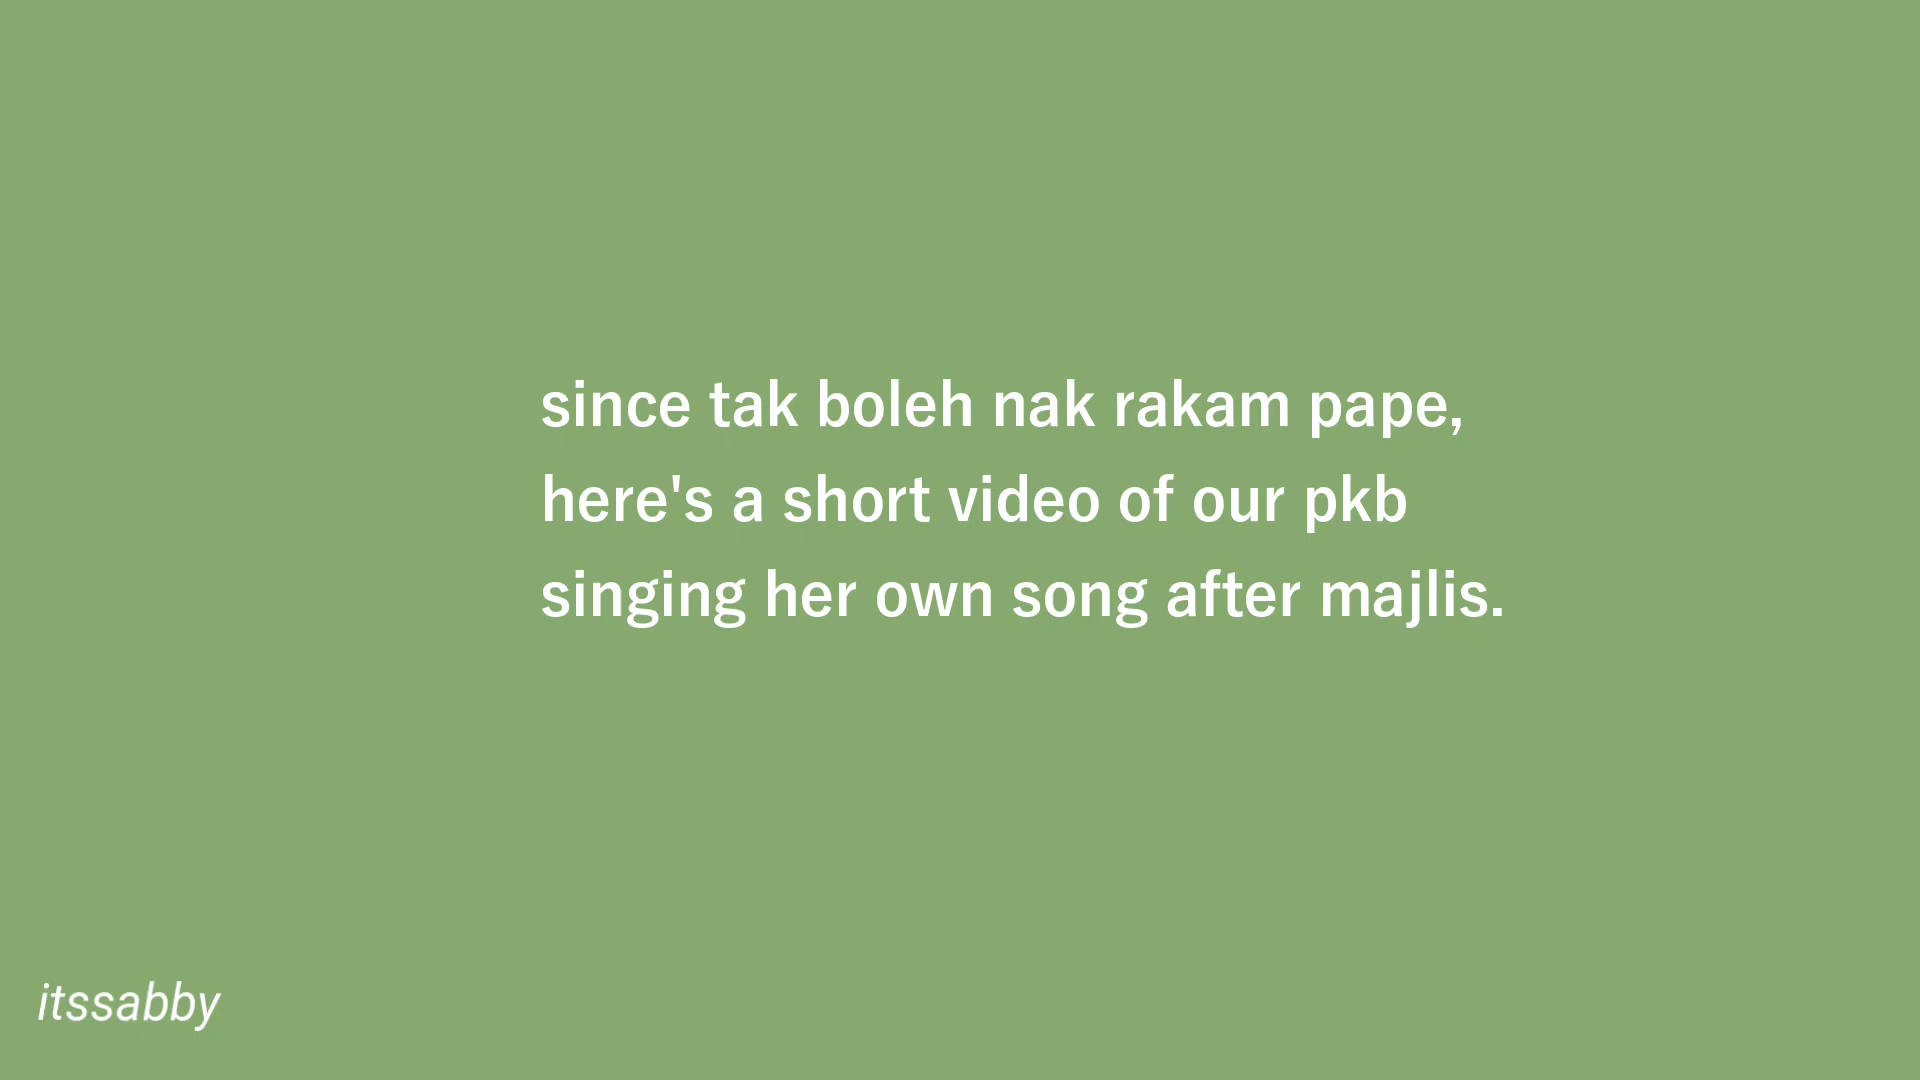 since tak boleh nak rakam pape,
here's a short video of our pkb
singing her own song after majlis.
itssabby